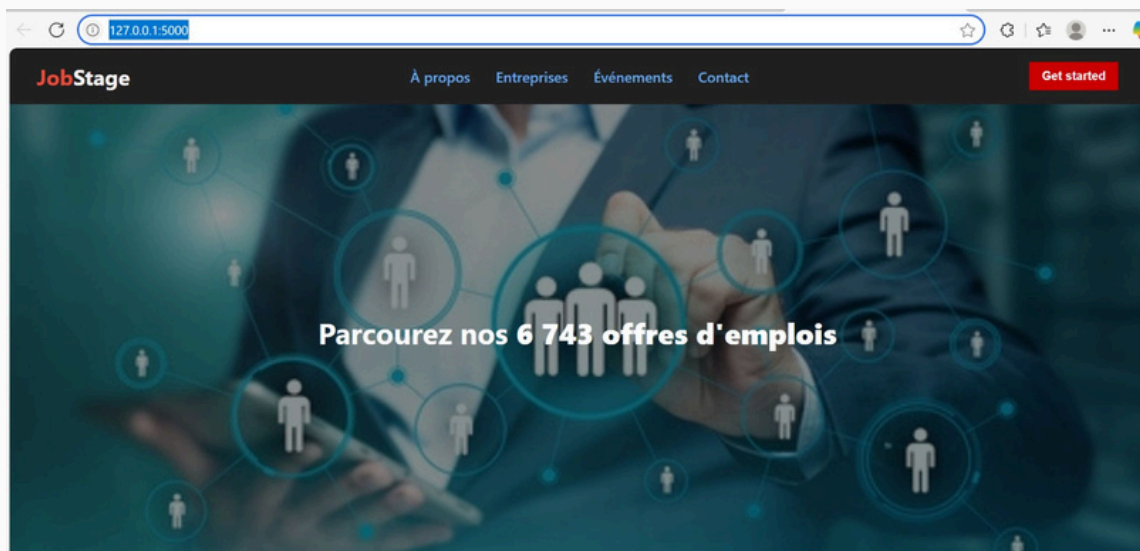 127.0.0.1:5000
JobStage
À propos Entreprises Événements Contact
Get started
Parcourez nos 6 743 offres d'emplois